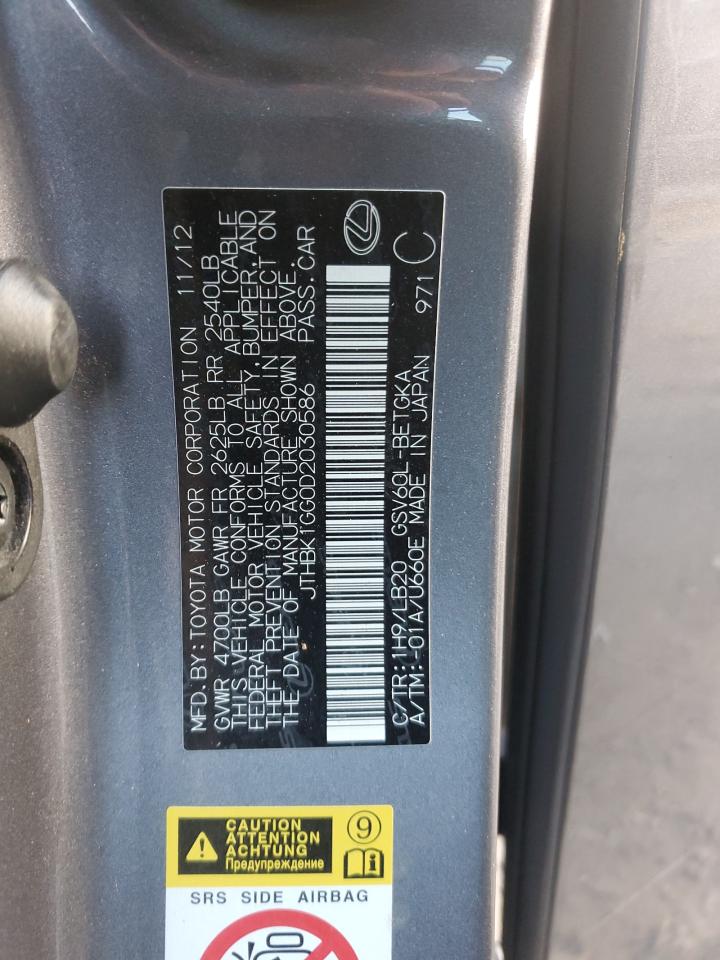 MFD.BY:TOYOTA MOTOR CORPORATION 11/12
GVWR 4700LB GAWR FR 2625LB RR 2540LB
THIS VEHICLE CONFORMS TO ALL APPLICABLE
FEDERAL MOTOR VEHICLE SAFETY,BUMPER,AND
THEFT PREVENTION STANDARDS IN EFFECT ON
THE DATE OF MANUFACTURE SHOWN ABOVE.
JTHBK1GG0D2030586 PASS.CAR
C/TR:1H9/LB20 GSV60L-BETGKA
A/TM:-01A/U660E MADE IN JAPAN 971 C
CAUTION
ATTENTION
ACHTUNG
Предупреждение
9
SRS SIDE AIRBAG